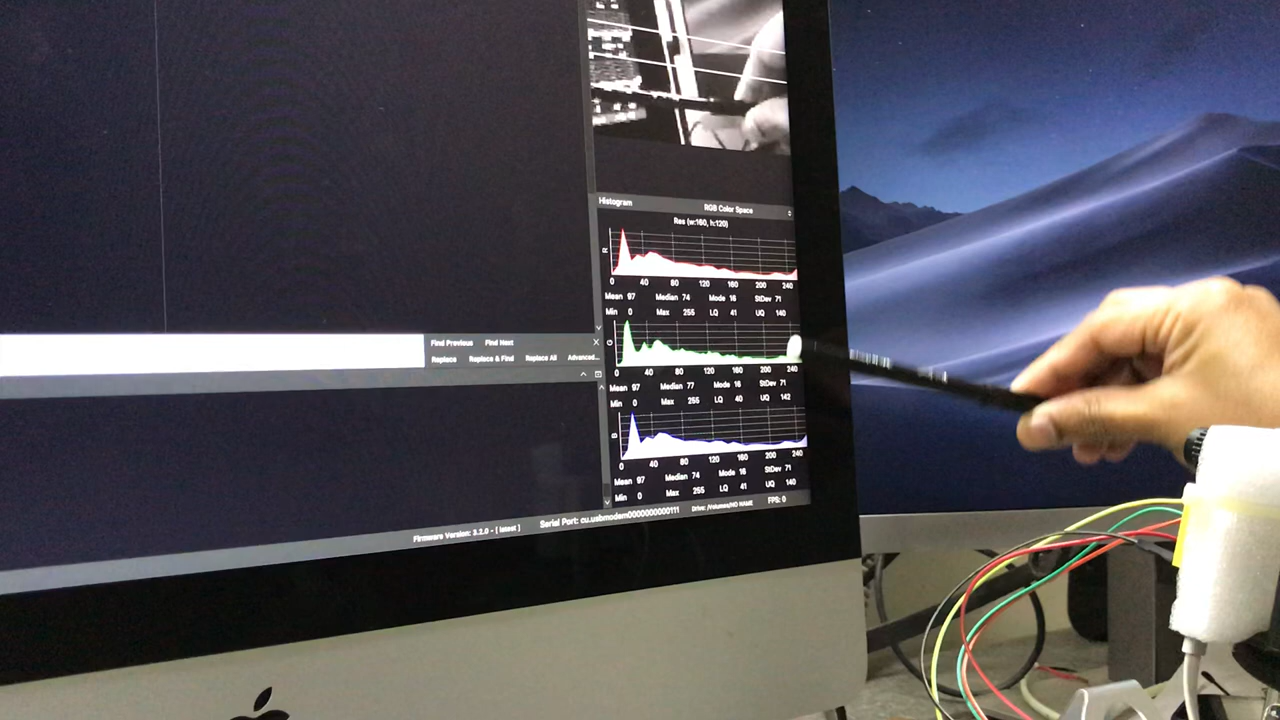 Histogram RGB Color Space
Res (w:160, h:120)
R
0 40 80 120 160 200 240
Mean 97 Median 74 Mode 16 StDev 71
Min 0 Max 255 LQ 41 UQ 140
G
0 40 80 120 160 200 240
Mean 97 Median 77 Mode 16 StDev 71
Min 0 Max 255 LQ 40 UQ 142
B
0 40 80 120 160 200 240
Mean 97 Median 74 Mode 16 StDev 71
Min 0 Max 255 LQ 41 UQ 140
Find Previous Find Next
Replace Replace & Find Replace All Advanced...
Firmware Version: 3.2.0 - [ latest ] Serial Port: cu.usbmodem0000000000111 Drive: /Volumes/NO NAME FPS: 0